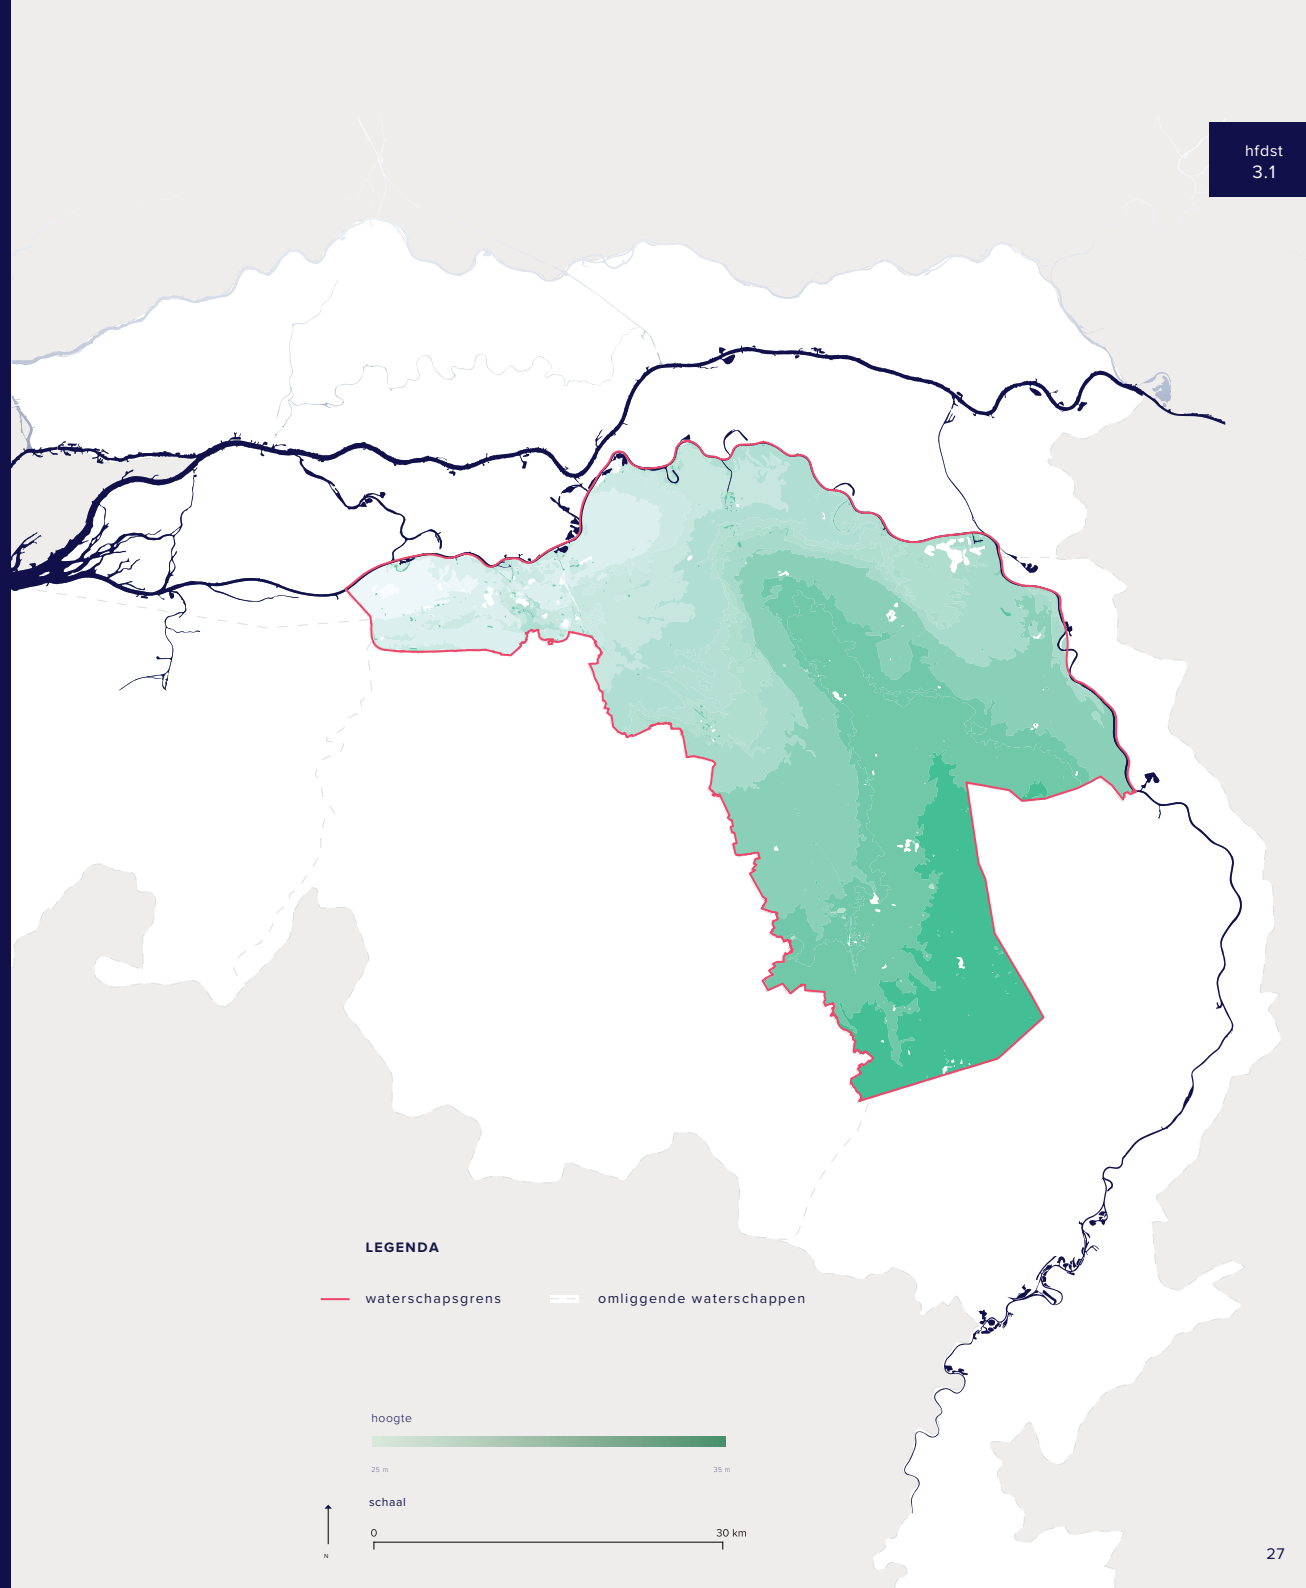 hfdst
3.1
LEGENDA
waterschapsgrens
omliggende waterschappen
hoogte
25 m
35 m
schaal
0
30 km
N
27